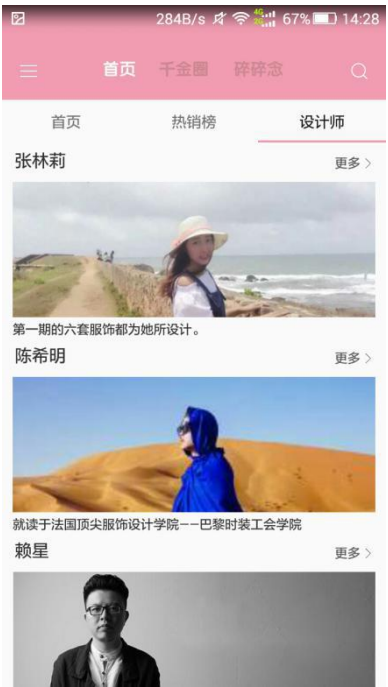 284B/s 4G 67% 14:28
首页 千金圈 碎碎念
首页 热销榜 设计师
张林莉 更多
第一期的六套服饰都为她所设计。
陈希明 更多
就读于法国顶尖服饰设计学院——巴黎时装工会学院
赖星 更多